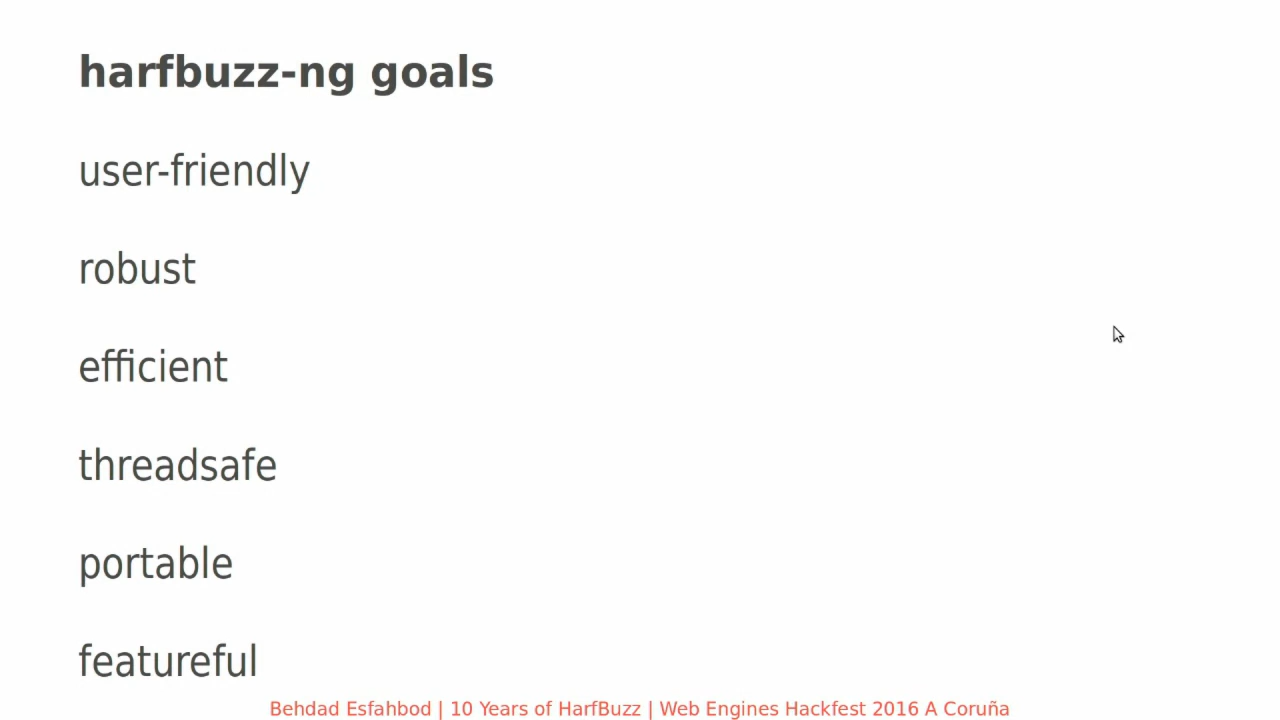 harfbuzz-ng goals
user-friendly
robust
efficient
threadsafe
portable
featureful
Behdad Esfahbod | 10 Years of HarfBuzz | Web Engines Hackfest 2016 A Coruña